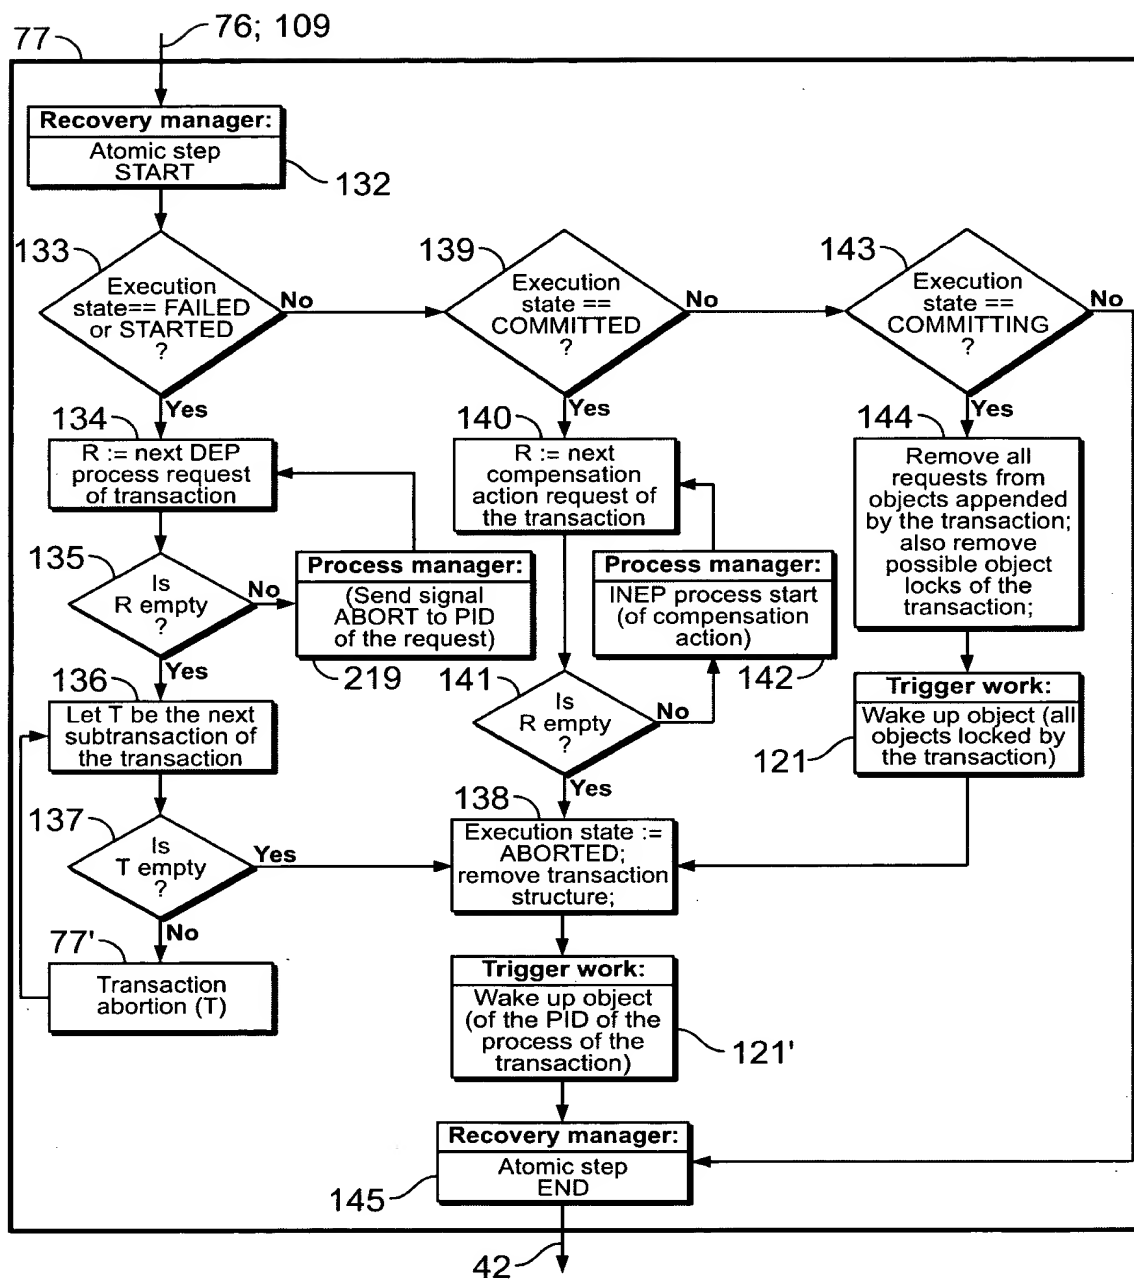 76; 109
77
Recovery manager:
Atomic step
START
132
133
Execution
state== FAILED
or STARTED
?
No
Yes
139
Execution
state ==
COMMITTED
?
No
Yes
143
Execution
state ==
COMMITTING
?
No
Yes
134
R := next DEP
process request
of transaction
135
Is
R empty
?
No
Yes
Process manager:
(Send signal
ABORT to PID
of the request)
219
136
Let T be the next
subtransaction of
the transaction
137
Is
T empty
?
Yes
No
77'
Transaction
abortion (T)
140
R := next
compensation
action request of
the transaction
Process manager:
INEP process start
(of compensation
action)
142
141
Is
R empty
?
No
Yes
144
Remove all
requests from
objects appended
by the transaction;
also remove
possible object
locks of the
transaction;
Trigger work:
Wake up object (all
objects locked by
the transaction)
121
138
Execution state :=
ABORTED;
remove transaction
structure;
Trigger work:
Wake up object
(of the PID of the
process of the
transaction)
121'
Recovery manager:
Atomic step
END
145
42